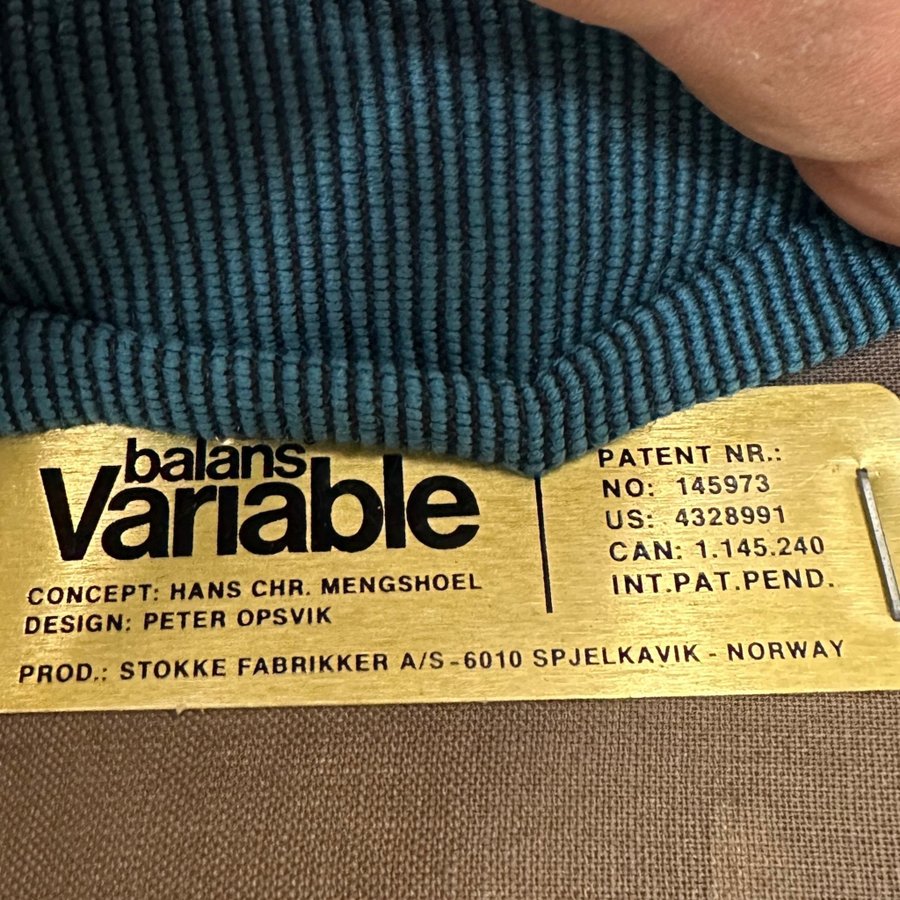 balans
Variable
CONCEPT: HANS CHR. MENGSHOEL
DESIGN: PETER OPSVIK
PATENT NR.:
NO: 145973
US: 4328991
CAN: 1.145.240
INT.PAT.PEND.
PROD.: STOKKE FABRIKKER A/S-6010 SPJELKAVIK - NORWAY